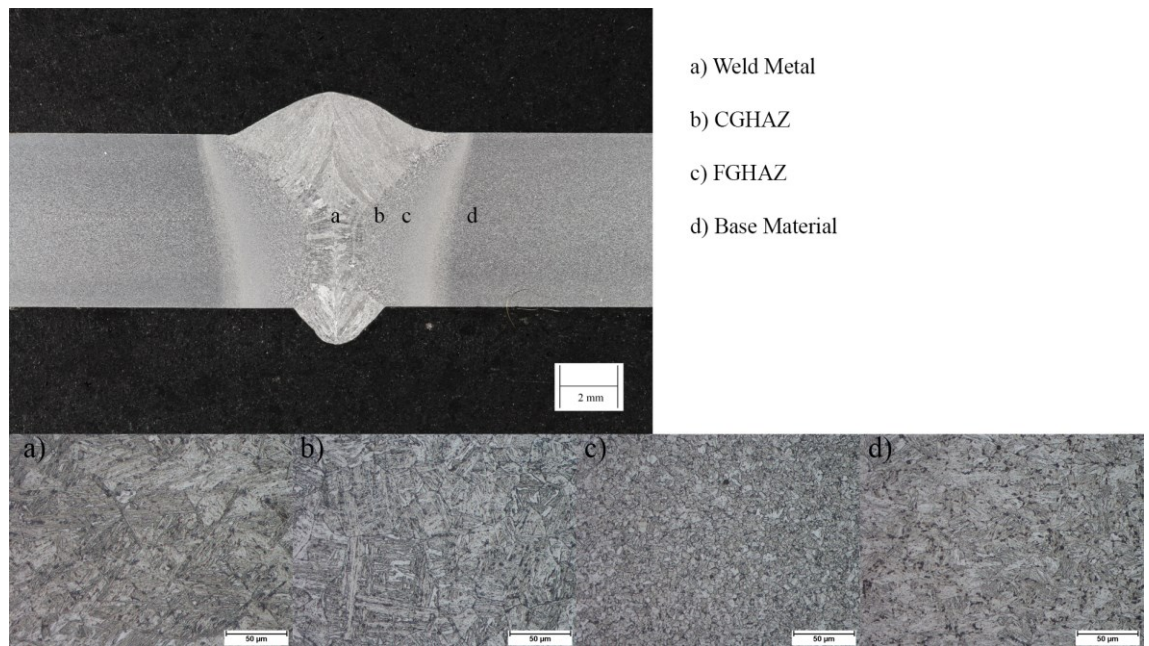 a) Weld Metal
b) CGHAZ
c) FGHAZ
d) Base Material
a b c d
2 mm
a) b) c) d)
50 µm 50 µm 50 µm 50 µm